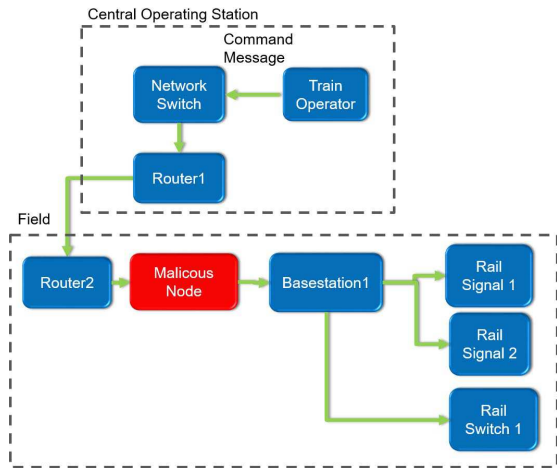 Central Operating Station
Command
Message
Network
Switch
Train
Operator
Router1
Field
Router2
Malicous
Node
Basestation1
Rail
Signal 1
Rail
Signal 2
Rail
Switch 1